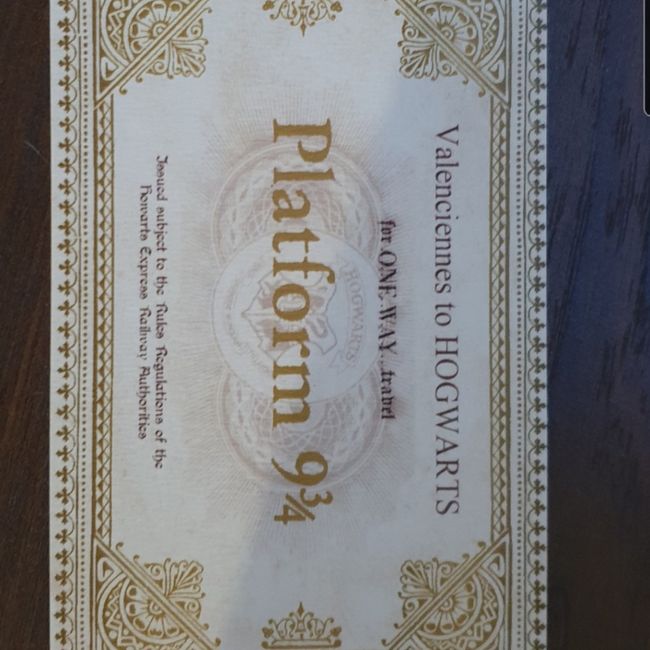 Valenciennes to HOGWARTS
for ONE WAY. travel
HOGWARTS
Platform 9¾
Issued subject to the Rules Regulations of the
Howarts Express Railway Authorities